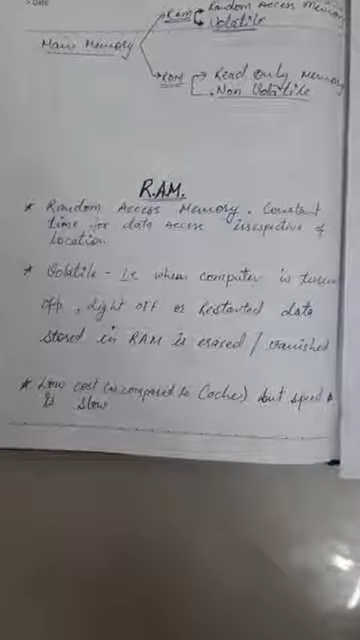 Date
→ RAM → Random Access Memory
Volatile
Main Memory
→ ROM → Read Only Memory
. Non Volatile
R.A.M.
* Random Access Memory. Constant
time for data access irrespective of
location
* Volatile - i.e when computer is turn
off, Light off or Restarted data
stored in RAM is erased / vanished
* Low cost (as compared to Cache) but speed
is slow